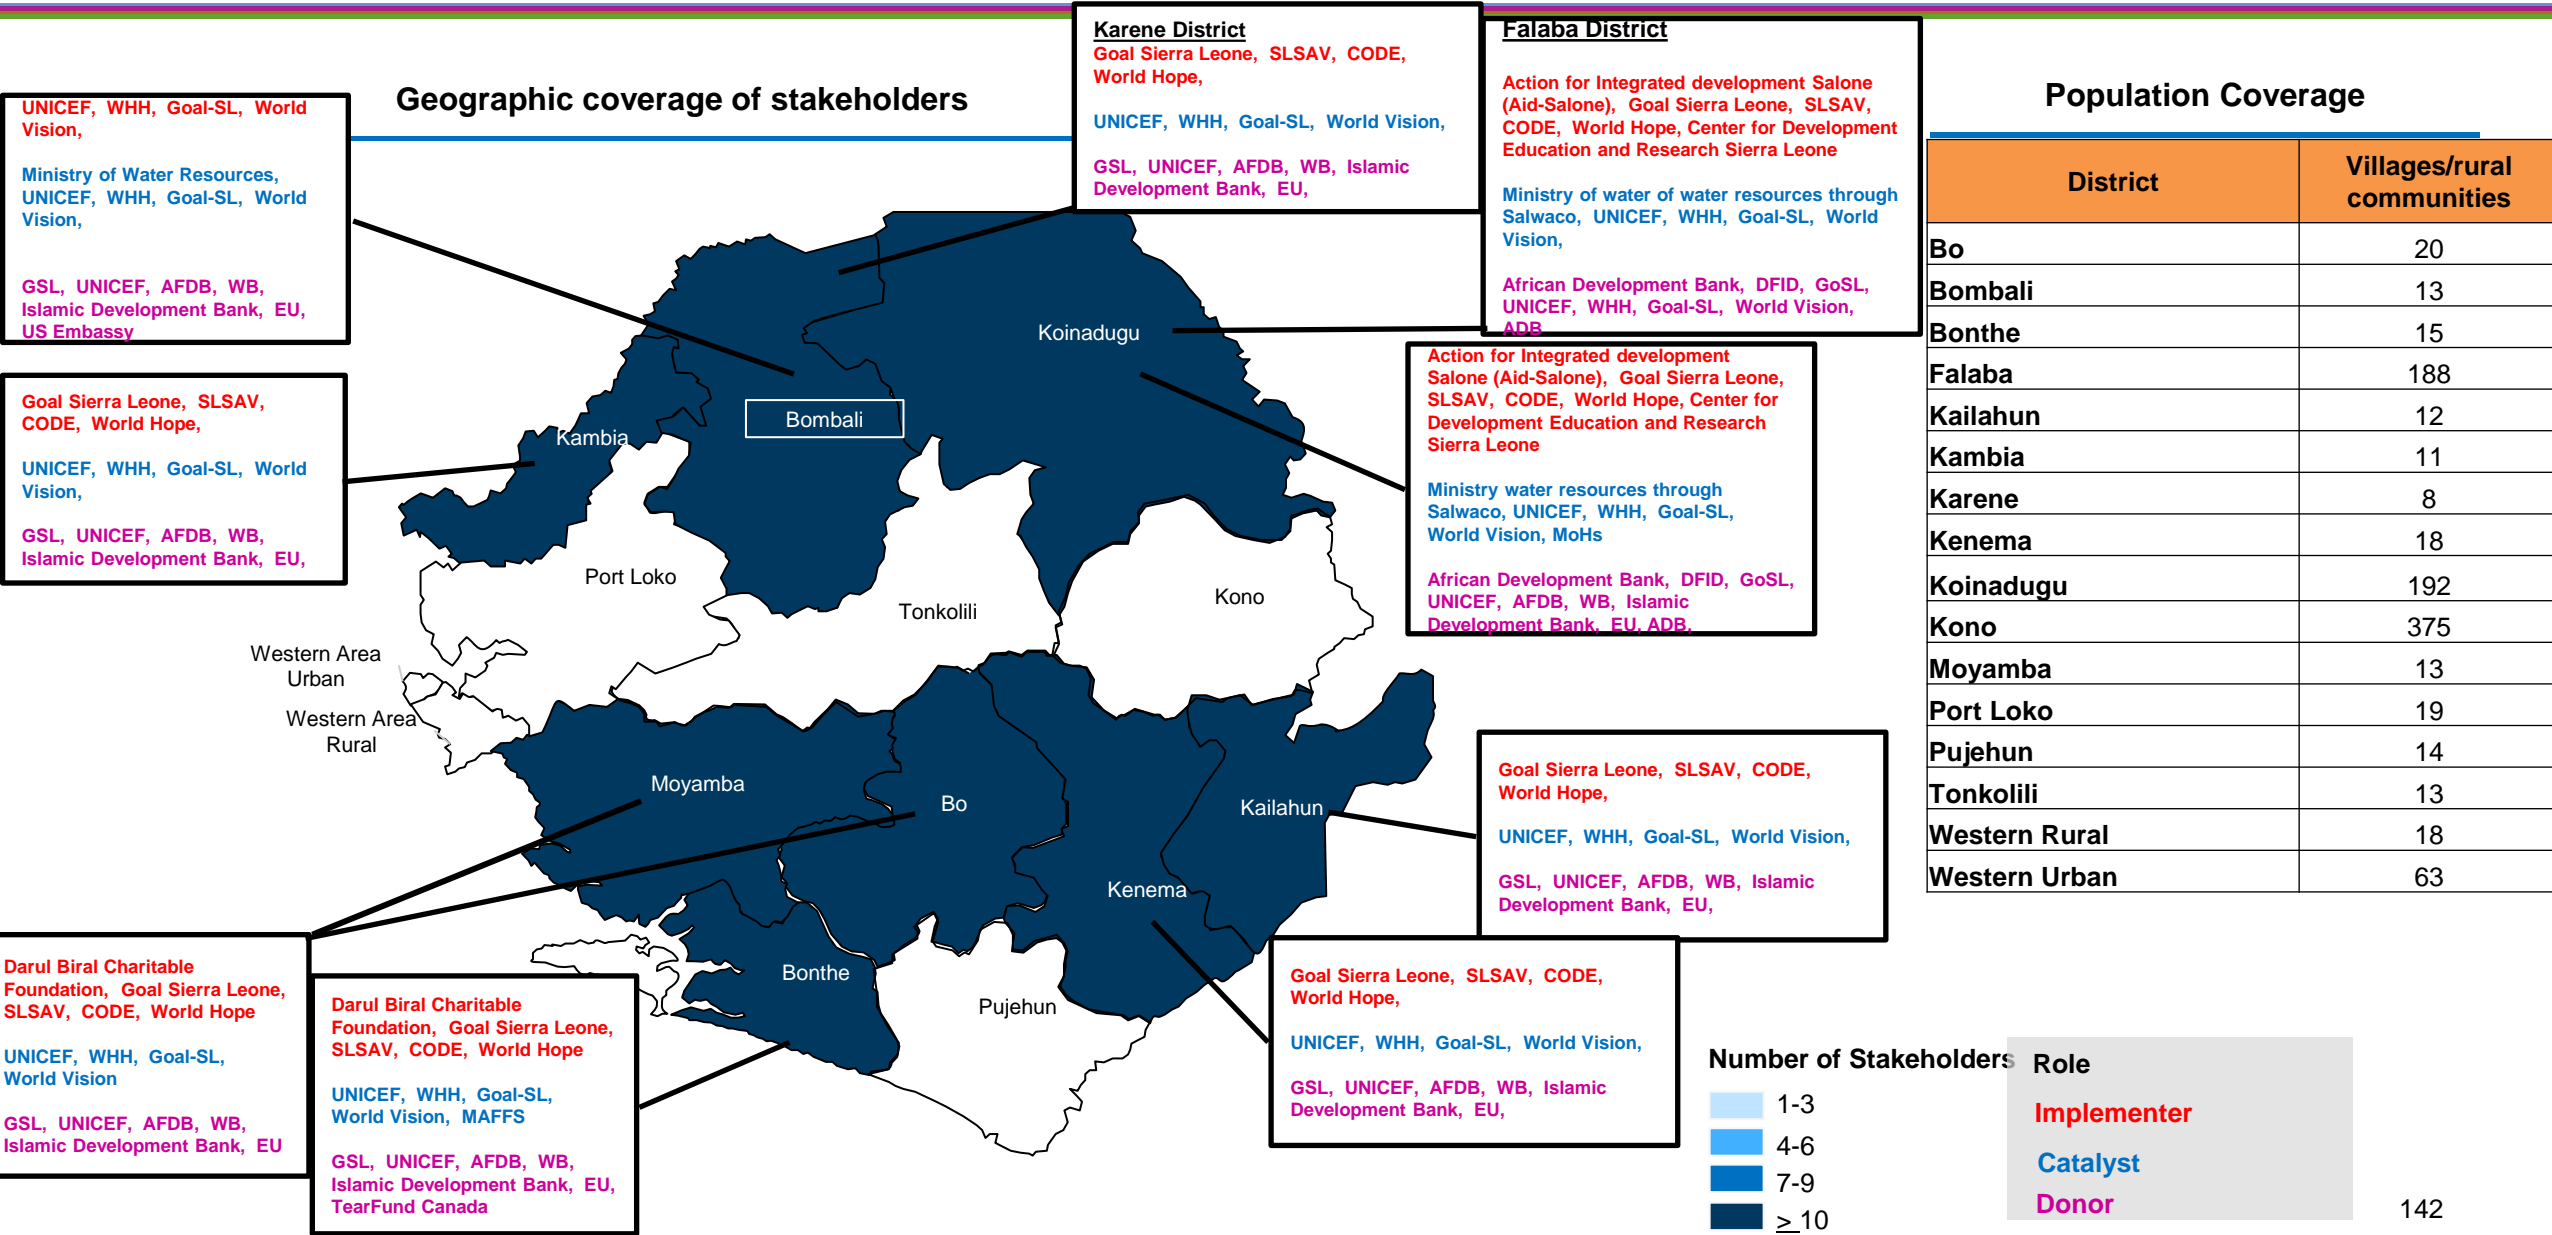 Geographic coverage of stakeholders
UNICEF, WHH, Goal-SL, World
Vision,
Ministry of Water Resources,
UNICEF, WHH, Goal-SL, World
Vision,
GSL, UNICEF, AFDB, WB,
Islamic Development Bank, EU,
US Embassy
Goal Sierra Leone, SLSAV,
CODE, World Hope,
UNICEF, WHH, Goal-SL, World
Vision,
GSL, UNICEF, AFDB, WB,
Islamic Development Bank, EU,
Karene District
Goal Sierra Leone, SLSAV, CODE,
World Hope,
UNICEF, WHH, Goal-SL, World Vision,
GSL, UNICEF, AFDB, WB, Islamic
Development Bank, EU,
Falaba District
Action for Integrated development Salone
(Aid-Salone), Goal Sierra Leone, SLSAV,
CODE, World Hope, Center for Development
Education and Research Sierra Leone
Ministry of water of water resources through
Salwaco, UNICEF, WHH, Goal-SL, World
Vision,
African Development Bank, DFID, GoSL,
UNICEF, WHH, Goal-SL, World Vision,
ADB
Action for Integrated development
Salone (Aid-Salone), Goal Sierra Leone,
SLSAV, CODE, World Hope, Center for
Development Education and Research
Sierra Leone
Ministry water resources through
Salwaco, UNICEF, WHH, Goal-SL,
World Vision, MoHs
African Development Bank, DFID, GoSL,
UNICEF, AFDB, WB, Islamic
Development Bank, EU, ADB,
Koinadugu
Bombali
Kambia
Port Loko
Tonkolili
Kono
Western Area
Urban
Western Area
Rural
Moyamba
Bo
Kailahun
Kenema
Bonthe
Pujehun
Goal Sierra Leone, SLSAV, CODE,
World Hope,
UNICEF, WHH, Goal-SL, World Vision,
GSL, UNICEF, AFDB, WB, Islamic
Development Bank, EU,
Goal Sierra Leone, SLSAV, CODE,
World Hope,
UNICEF, WHH, Goal-SL, World Vision,
GSL, UNICEF, AFDB, WB, Islamic
Development Bank, EU,
Darul Biral Charitable
Foundation, Goal Sierra Leone,
SLSAV, CODE, World Hope
UNICEF, WHH, Goal-SL,
World Vision
GSL, UNICEF, AFDB, WB,
Islamic Development Bank, EU
Darul Biral Charitable
Foundation, Goal Sierra Leone,
SLSAV, CODE, World Hope
UNICEF, WHH, Goal-SL,
World Vision, MAFFS
GSL, UNICEF, AFDB, WB,
Islamic Development Bank, EU,
TearFund Canada
Population Coverage
District Villages/rural
communities
Bo 20
Bombali 13
Bonthe 15
Falaba 188
Kailahun 12
Kambia 11
Karene 8
Kenema 18
Koinadugu 192
Kono 375
Moyamba 13
Port Loko 19
Pujehun 14
Tonkolili 13
Western Rural 18
Western Urban 63
Number of Stakeholders
1-3
4-6
7-9
≥ 10
Role
Implementer
Catalyst
Donor
142